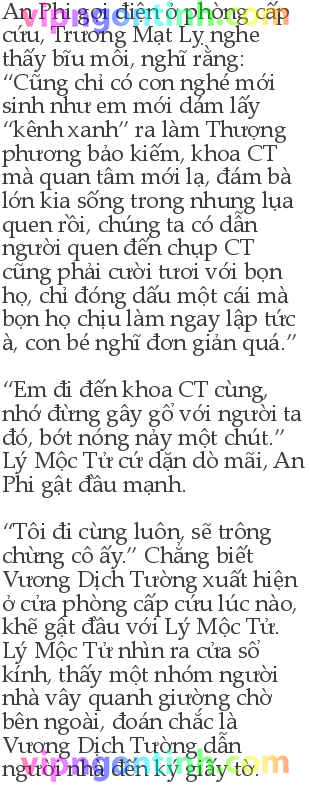 An Phi gọi điện ở phòng cấp
cứu, Trương Mạt Ly nghe
thấy bĩu môi, nghĩ rằng:
“Cũng chỉ có con nghé mới
sinh như em mới dám lấy
“kênh xanh” ra làm Thượng
phương bảo kiếm, khoa CT
mà quan tâm mới lạ, đám bà
lớn kia sống trong nhung lụa
quen rồi, chúng ta có dẫn
người quen đến chụp CT
cũng phải cười tươi với bọn
họ, chỉ đóng dấu một cái mà
bọn họ chịu làm ngay lập tức
à, con bé nghĩ đơn giản quá.”

“Em đi đến khoa CT cùng,
nhớ đừng gây gổ với người ta
đó, bớt nóng nảy một chút.”
Lý Mộc Tử cứ dặn dò mãi, An
Phi gật đầu mạnh.

“Tôi đi cùng luôn, sẽ trông
chừng cô ấy.” Chẳng biết
Vương Dịch Tường xuất hiện
ở cửa phòng cấp cứu lúc nào,
khẽ gật đầu với Lý Mộc Tử.
Lý Mộc Tử nhìn ra cửa sổ
kính, thấy một nhóm người
nhà vây quanh giường chờ
bên ngoài, đoán chắc là
Vương Dịch Tường dẫn
người nhà đến ký giấy tờ.
vipngontinh.com
vipngontinh.com